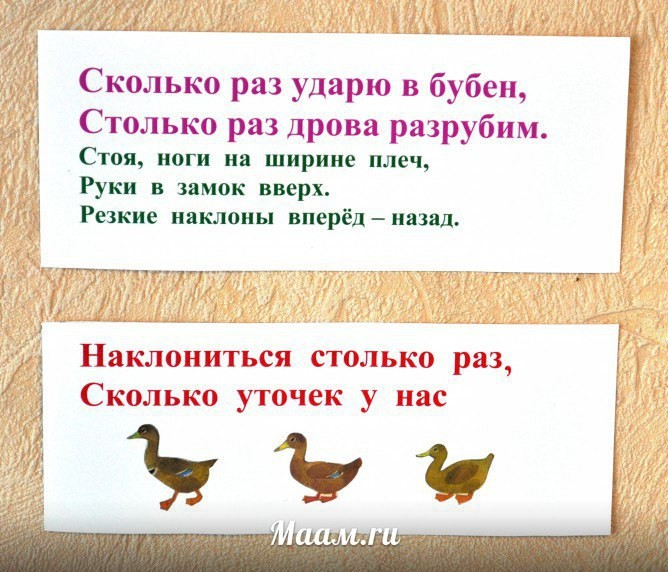 Сколько раз ударю в бубен,
Столько раз дрова разрубим.
Стоя, ноги на ширине плеч,
Руки в замок вверх.
Резкие наклоны вперёд – назад.
Наклониться столько раз,
Сколько уточек у нас
Маам.ru